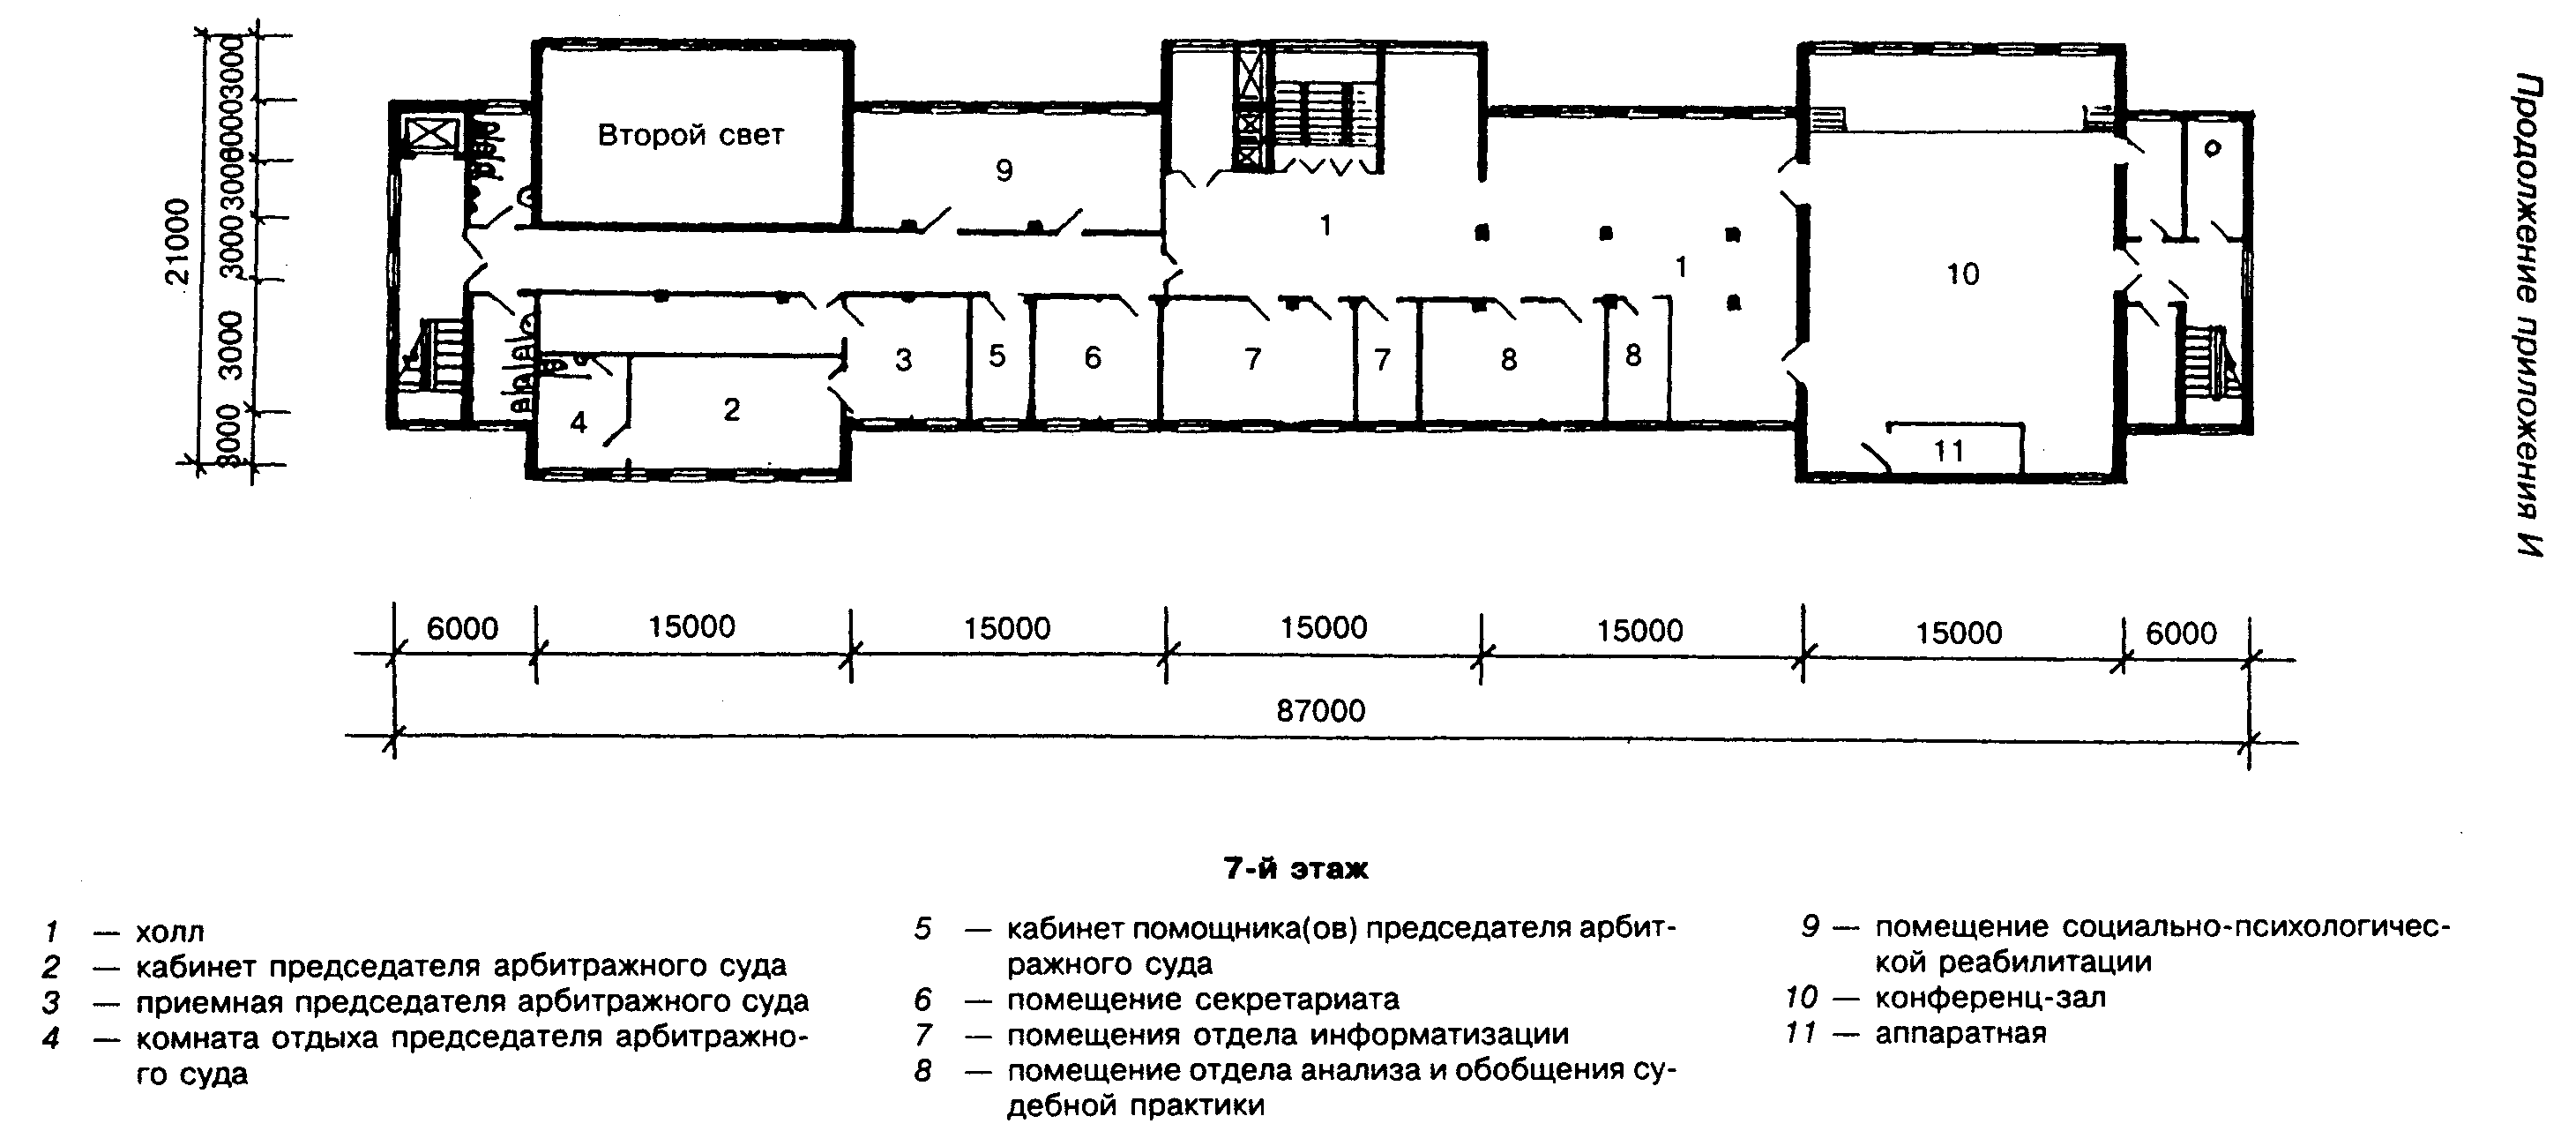 Продолжение приложения И
3000
3000
3000
3000
3000
3000
21000
Второй свет
9
1
1
10
3
5
6
7
7
8
8
2
4
11
6000
15000
15000
15000
15000
15000
6000
87000
7-й этаж
1 — холл
2 — кабинет председателя арбитражного суда
3 — приемная председателя арбитражного суда
4 — комната отдыха председателя арбитражно-
го суда
5 — кабинет помощника(ов) председателя арбит-
ражного суда
6 — помещение секретариата
7 — помещения отдела информатизации
8 — помещение отдела анализа и обобщения су-
дебной практики
9 — помещение социально-психологичес-
кой реабилитации
10 — конференц-зал
11 — аппаратная